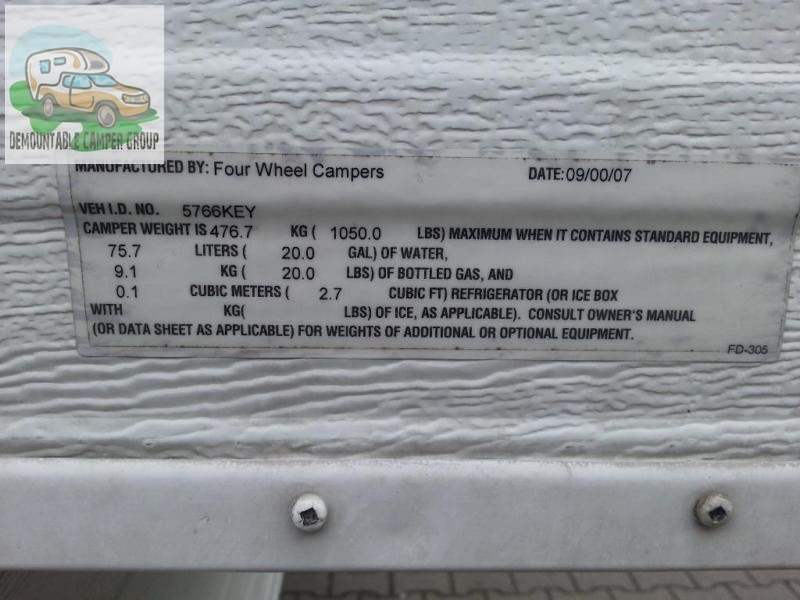 DEMOUNTABLE CAMPER GROUP
MANUFACTURED BY: Four Wheel Campers DATE: 09/00/07
VEH I.D. NO. 5766KEY
CAMPER WEIGHT IS 476.7 KG ( 1050.0 LBS) MAXIMUM WHEN IT CONTAINS STANDARD EQUIPMENT,
75.7 LITERS ( 20.0 GAL) OF WATER,
9.1 KG ( 20.0 LBS) OF BOTTLED GAS, AND
0.1 CUBIC METERS ( 2.7 CUBIC FT) REFRIGERATOR (OR ICE BOX
WITH KG( LBS) OF ICE, AS APPLICABLE). CONSULT OWNER'S MANUAL
(OR DATA SHEET AS APPLICABLE) FOR WEIGHTS OF ADDITIONAL OR OPTIONAL EQUIPMENT.
FD-305